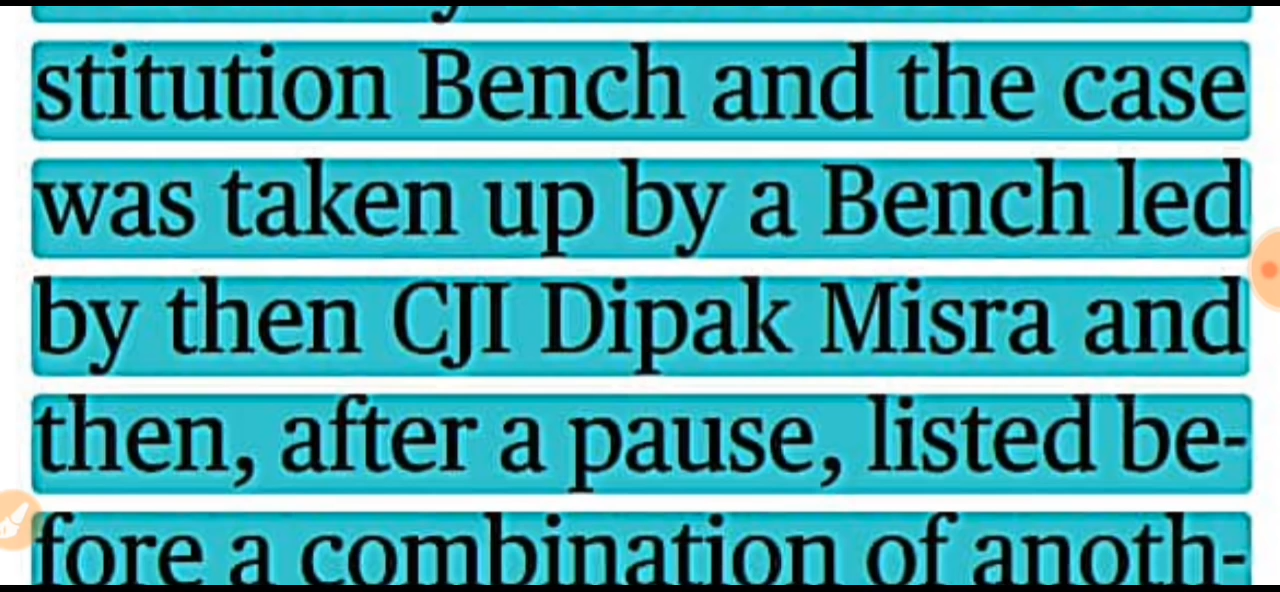 stitution Bench and the case
was taken up by a Bench led
by then CJI Dipak Misra and
then, after a pause, listed be-
fore a combination of anoth-